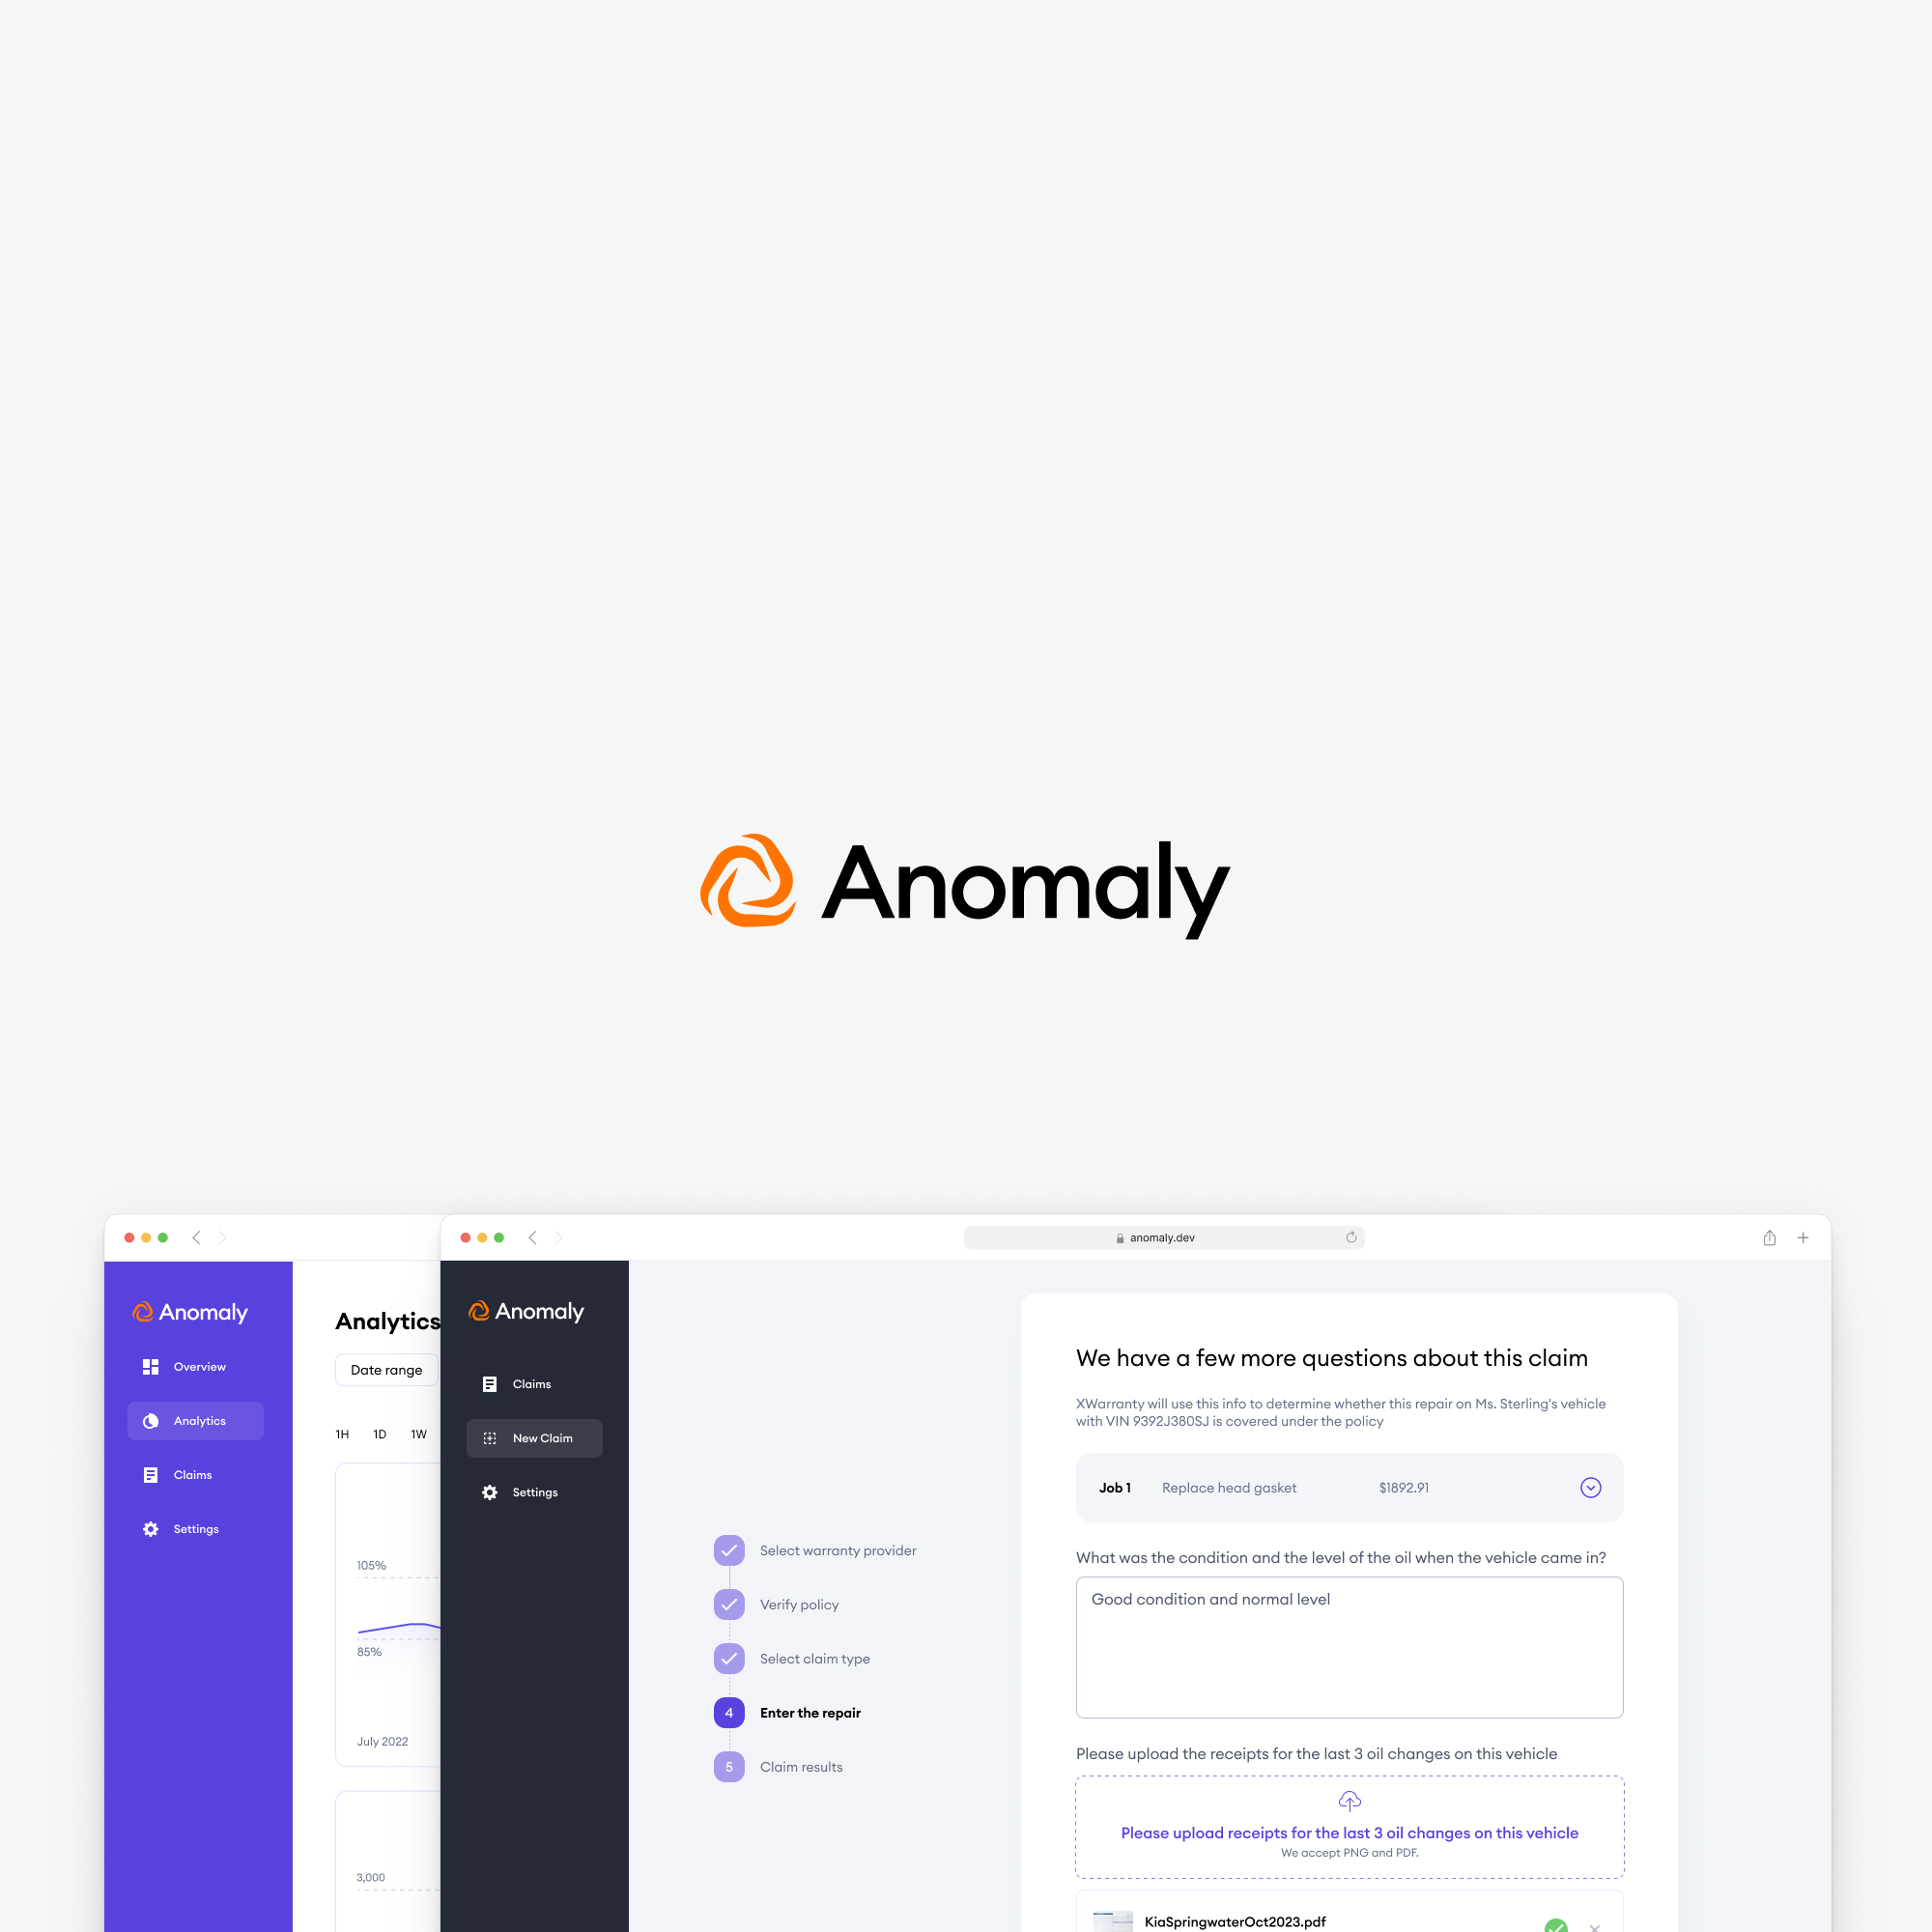 Anomaly
anomaly.dev
Anomaly
Overview
Analytics
Claims
Settings
Analytics
Date range
1H 1D 1W
105%
85%
July 2022
3,000
Anomaly
Claims
New Claim
Settings
Select warranty provider
Verify policy
Select claim type
4 Enter the repair
5 Claim results
We have a few more questions about this claim
XWarranty will use this info to determine whether this repair on Ms. Sterling's vehicle
with VIN 9392J380SJ is covered under the policy
Job 1 Replace head gasket $1892.91
What was the condition and the level of the oil when the vehicle came in?
Good condition and normal level
Please upload the receipts for the last 3 oil changes on this vehicle
Please upload receipts for the last 3 oil changes on this vehicle
We accept PNG and PDF.
KiaSpringwaterOct2023.pdf